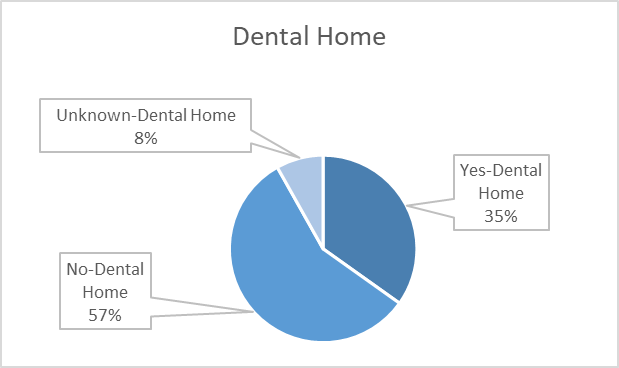 Dental Home
Unknown-Dental Home
8%
Yes-Dental
Home
35%
No-Dental
Home
57%